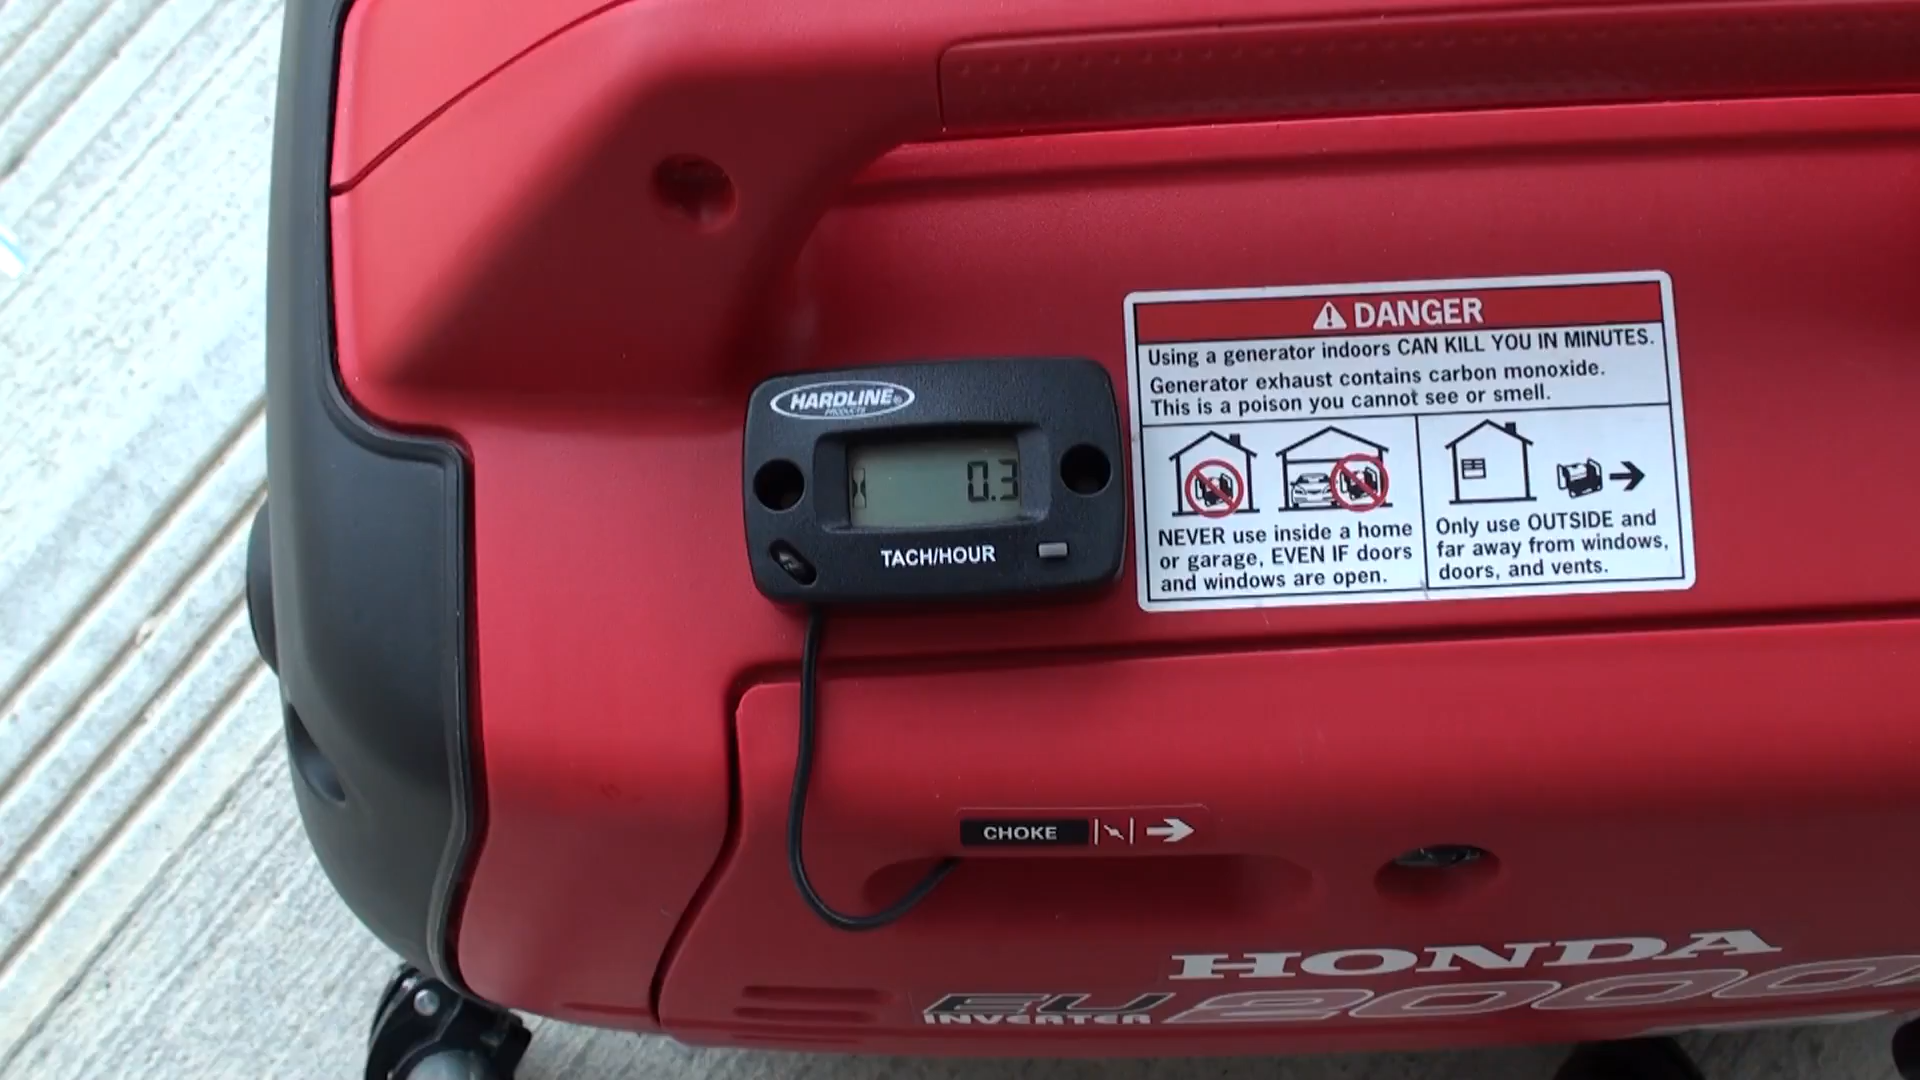 HARDLINE
PRODUCTS
0.3
TACH/HOUR
DANGER
Using a generator indoors CAN KILL YOU IN MINUTES.
Generator exhaust contains carbon monoxide.
This is a poison you cannot see or smell.
NEVER use inside a home
or garage, EVEN IF doors
and windows are open.
Only use OUTSIDE and
far away from windows,
doors, and vents.
CHOKE
HONDA
EU 2000
INVERTER